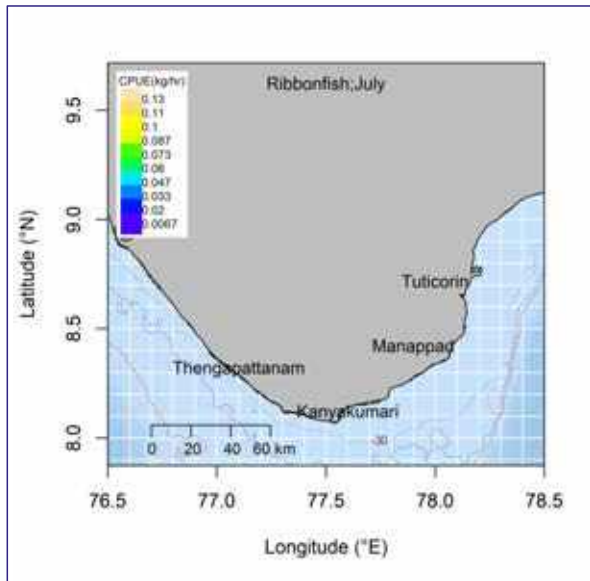 Ribbonfish;July
CPUE(kg/hr)
0.13
0.11
0.1
0.087
0.073
0.06
0.047
0.033
0.02
0.0067
9.5
9.0
8.5
8.0
Latitude (°N)
Tuticorin
Manappad
Thengapattanam
Kanyakumari
-30
0 20 40 60 km
76.5 77.0 77.5 78.0 78.5
Longitude (°E)